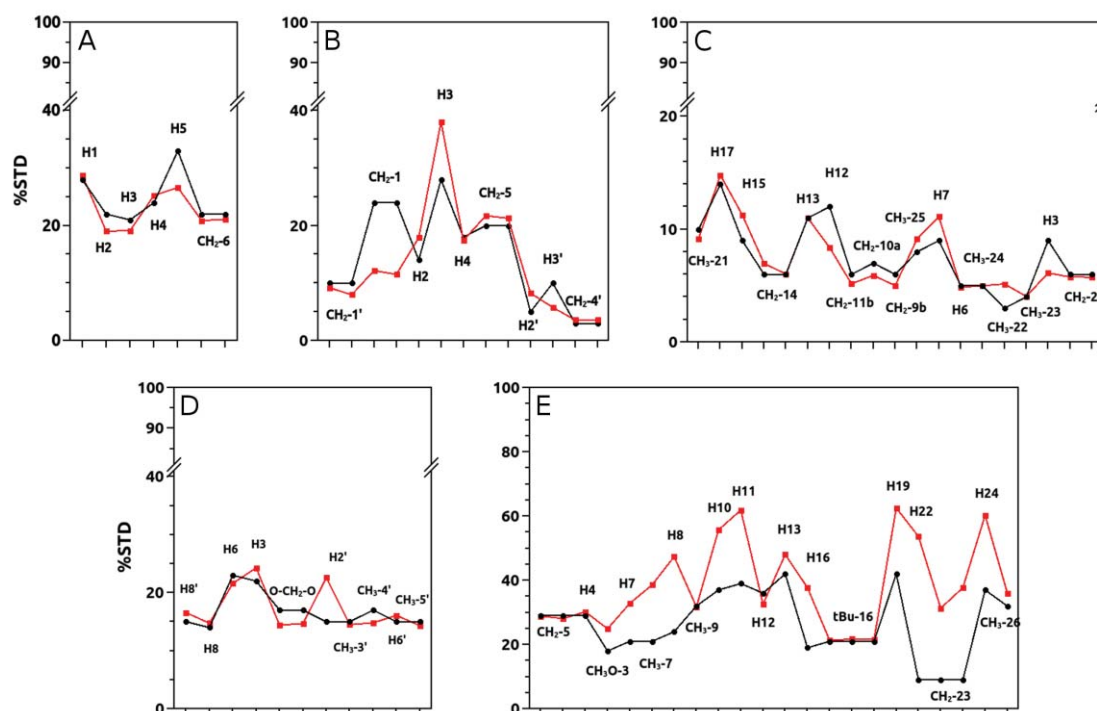 A
B
C
100
90
40
20
0
%STD
H1
H2
H3
H4
H5
CH₂-6
100
90
40
20
0
CH₂-1'
CH₂-1
H2
H3
H4
CH₂-5
H2'
H3'
CH₂-4'
100
90
20
10
0
CH₃-21
H17
H15
CH₂-14
H13
H12
CH₂-11b
CH₂-10a
CH₂-9b
CH₃-25
H7
H6
CH₃-24
CH₃-22
CH₃-23
H3
CH₂-2
D
E
100
90
40
20
0
%STD
H8'
H8
H6
H3
O-CH₂-O
H2'
CH₃-3'
CH₃-4'
H6'
CH₃-5'
100
80
60
40
20
0
CH₂-5
H4
CH₃O-3
H7
CH₃-7
H8
CH₃-9
H10
H11
H12
H13
H16
tBu-16
H19
H22
CH₂-23
H24
CH₃-26